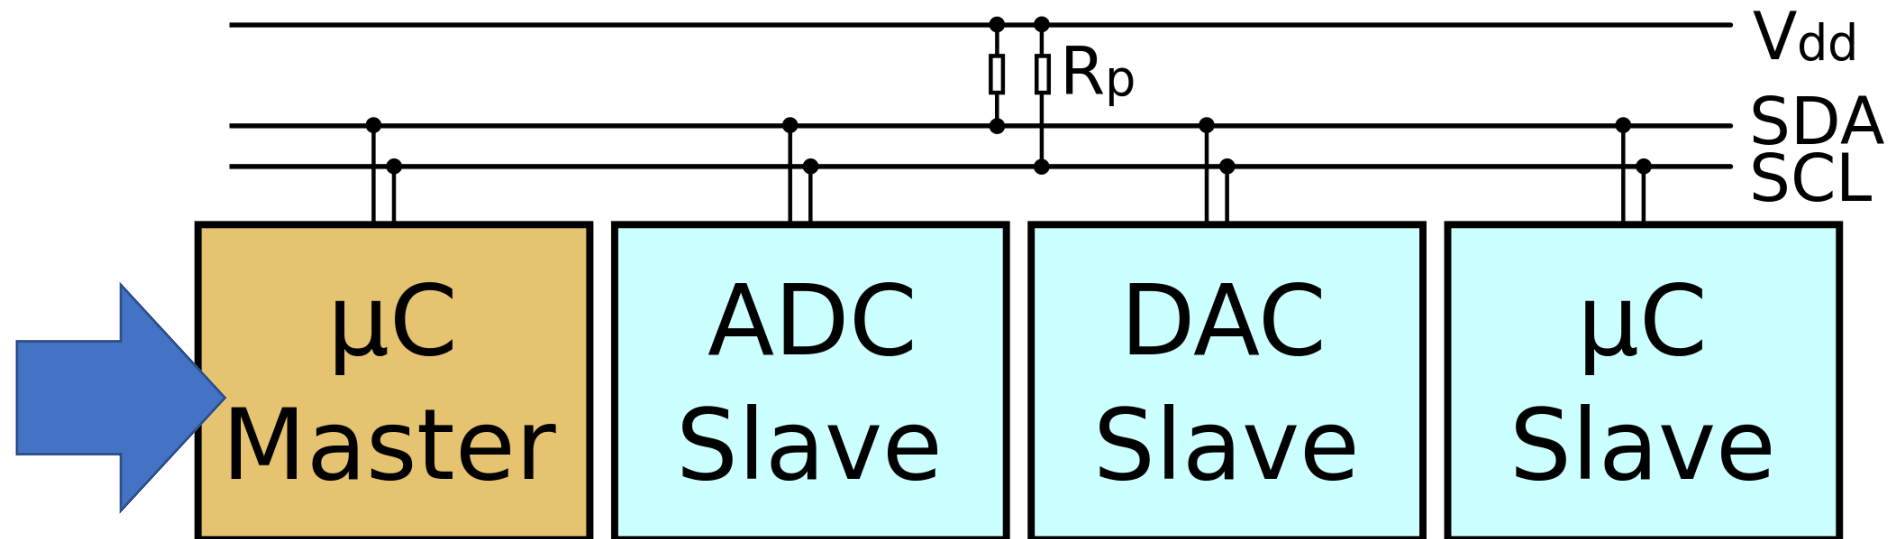 Vdd
Rp
SDA
SCL
µC
Master
ADC
Slave
DAC
Slave
µC
Slave